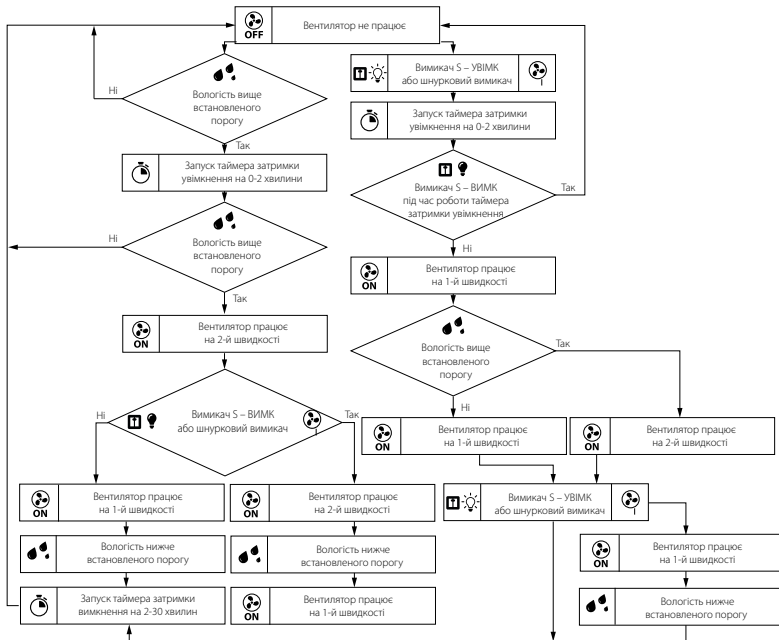 OFF
Вентилятор не працює
Вологість вище
встановленого
порогу
Ні
Так
Запуск таймера затримки
увімкнення на 0-2 хвилини
Вологість вище
встановленого
порогу
Ні
Так
ON
Вентилятор працює
на 2-й швидкості
Вимикач S – ВИМК
або шнурковий вимикач
Ні
Так
ON
Вентилятор працює
на 1-й швидкості
Вологість нижче
встановленого порогу
Запуск таймера затримки
вимкнення на 2-30 хвилин
ON
Вентилятор працює
на 2-й швидкості
Вологість нижче
встановленого порогу
ON
Вентилятор працює
на 1-й швидкості
Вимикач S – УВІМК
або шнурковий вимикач
Запуск таймера затримки
увімкнення на 0-2 хвилини
Вимикач S – ВИМК
під час роботи таймера
затримки увімкнення
Так
Ні
ON
Вентилятор працює
на 1-й швидкості
Вологість вище
встановленого
порогу
Так
Ні
ON
Вентилятор працює
на 1-й швидкості
ON
Вентилятор працює
на 2-й швидкості
Вимикач S – УВІМК
або шнурковий вимикач
ON
Вентилятор працює
на 1-й швидкості
Вологість нижче
встановленого порогу